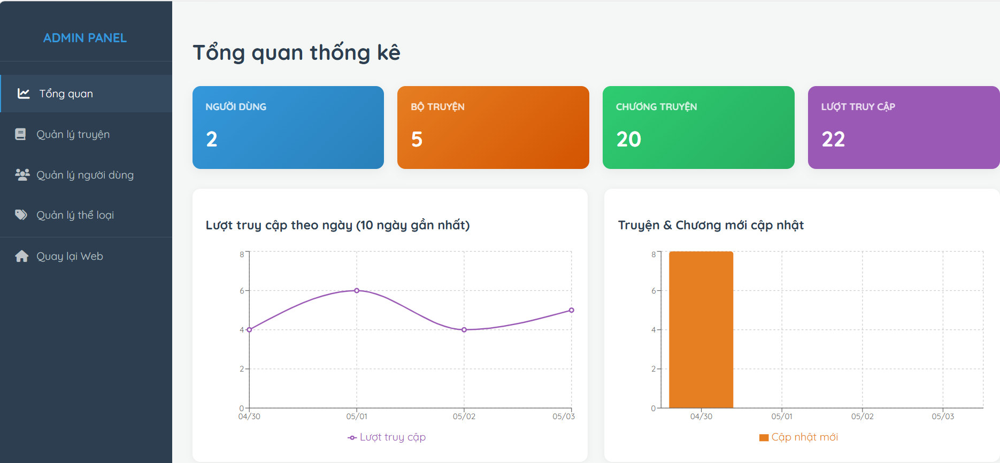 ADMIN PANEL
Tổng quan
Quản lý truyện
Quản lý người dùng
Quản lý thể loại
Quay lại Web
Tổng quan thống kê
NGƯỜI DÙNG
2
BỘ TRUYỆN
5
CHƯƠNG TRUYỆN
20
LƯỢT TRUY CẬP
22
Lượt truy cập theo ngày (10 ngày gần nhất)
8
6
4
2
0
04/30 05/01 05/02 05/03
Lượt truy cập
Truyện & Chương mới cập nhật
8
6
4
2
0
04/30 05/01 05/02 05/03
Cập nhật mới